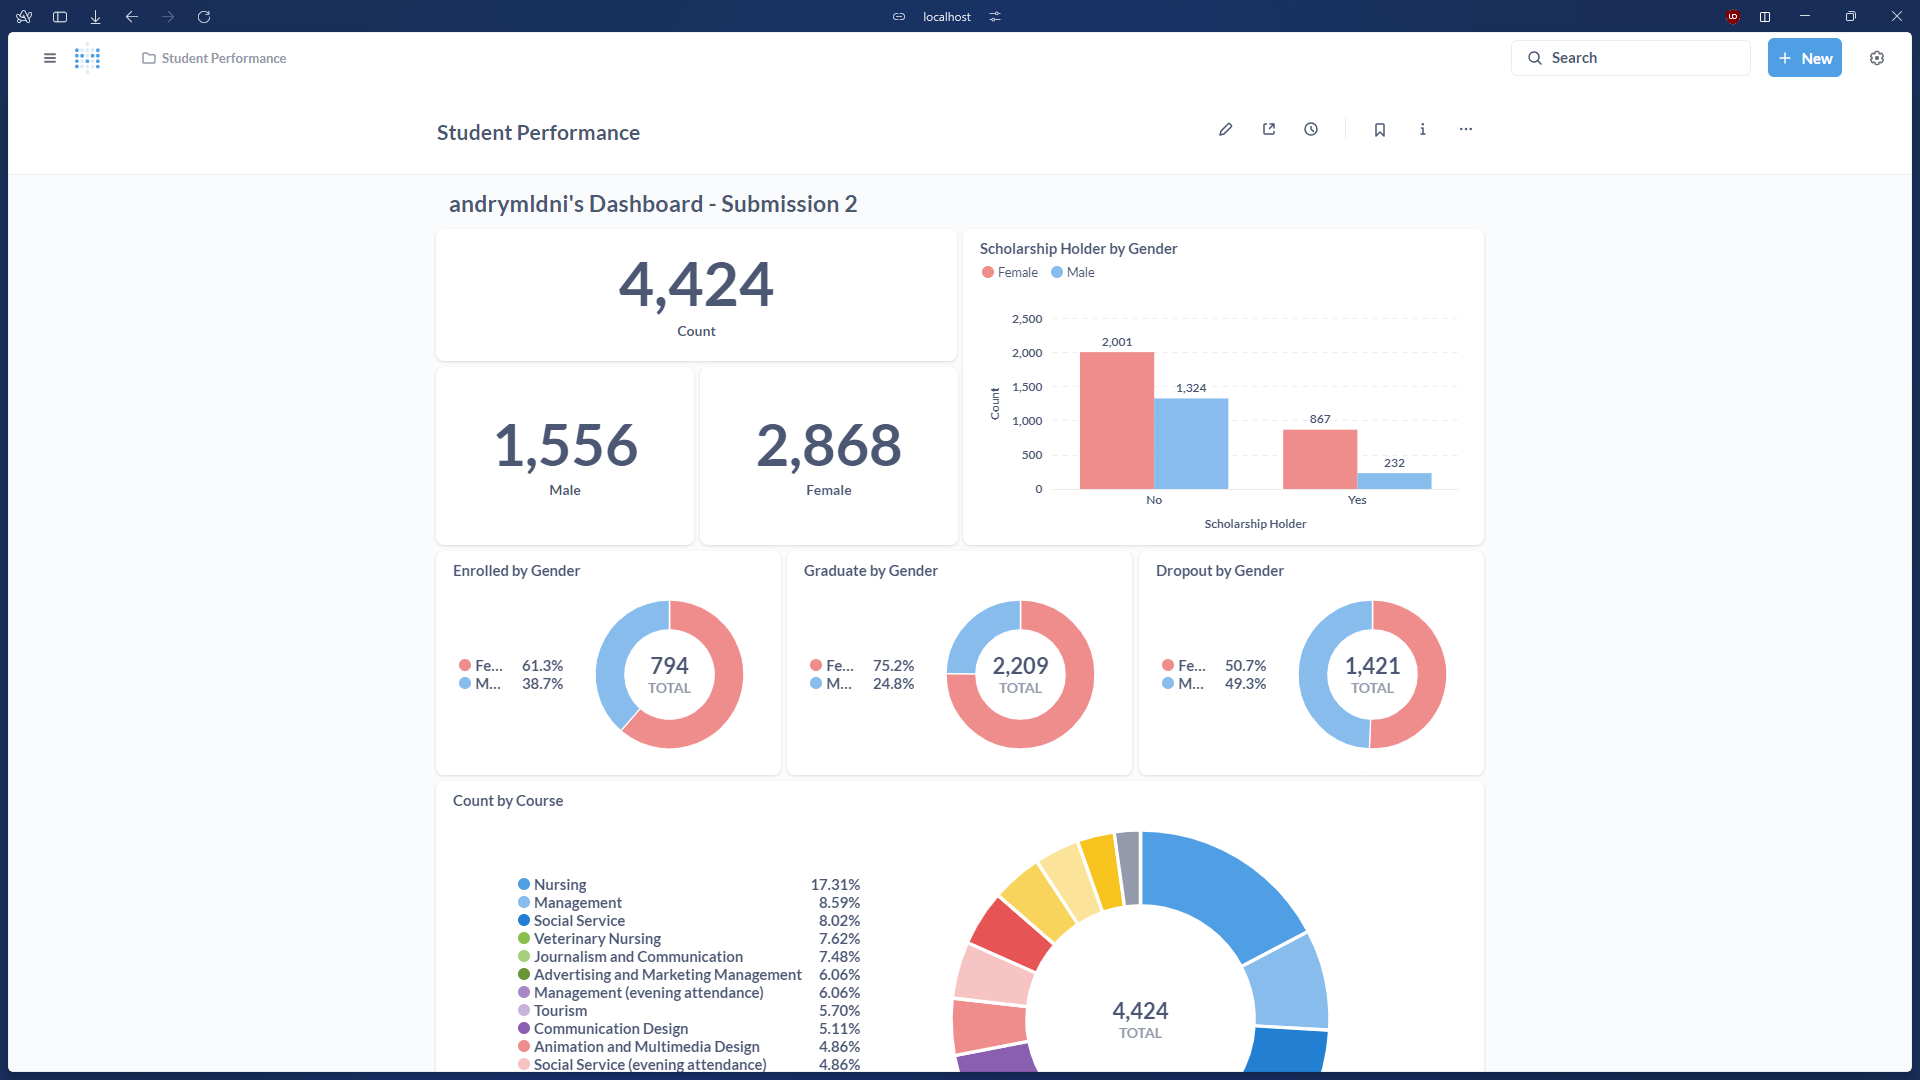 localhost
Student Performance
Search
+ New
Student Performance
andrymldni's Dashboard - Submission 2
4,424
Count
1,556
Male
2,868
Female
Scholarship Holder by Gender
Female Male
2,500
2,000
1,500
1,000
500
0
Count
2,001
1,324
867
232
No
Yes
Scholarship Holder
Enrolled by Gender
Fe... 61.3%
M... 38.7%
794
TOTAL
Graduate by Gender
Fe... 75.2%
M... 24.8%
2,209
TOTAL
Dropout by Gender
Fe... 50.7%
M... 49.3%
1,421
TOTAL
Count by Course
Nursing 17.31%
Management 8.59%
Social Service 8.02%
Veterinary Nursing 7.62%
Journalism and Communication 7.48%
Advertising and Marketing Management 6.06%
Management (evening attendance) 6.06%
Tourism 5.70%
Communication Design 5.11%
Animation and Multimedia Design 4.86%
Social Service (evening attendance) 4.86%
4,424
TOTAL